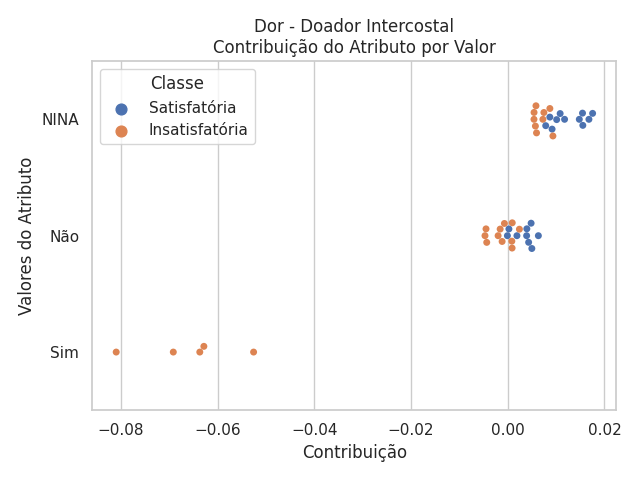 Dor - Doador Intercostal
Contribuição do Atributo por Valor
Classe
Satisfatória
Insatisfatória
Valores do Atributo
NINA
Não
Sim
−0.08 −0.06 −0.04 −0.02 0.00 0.02
Contribuição